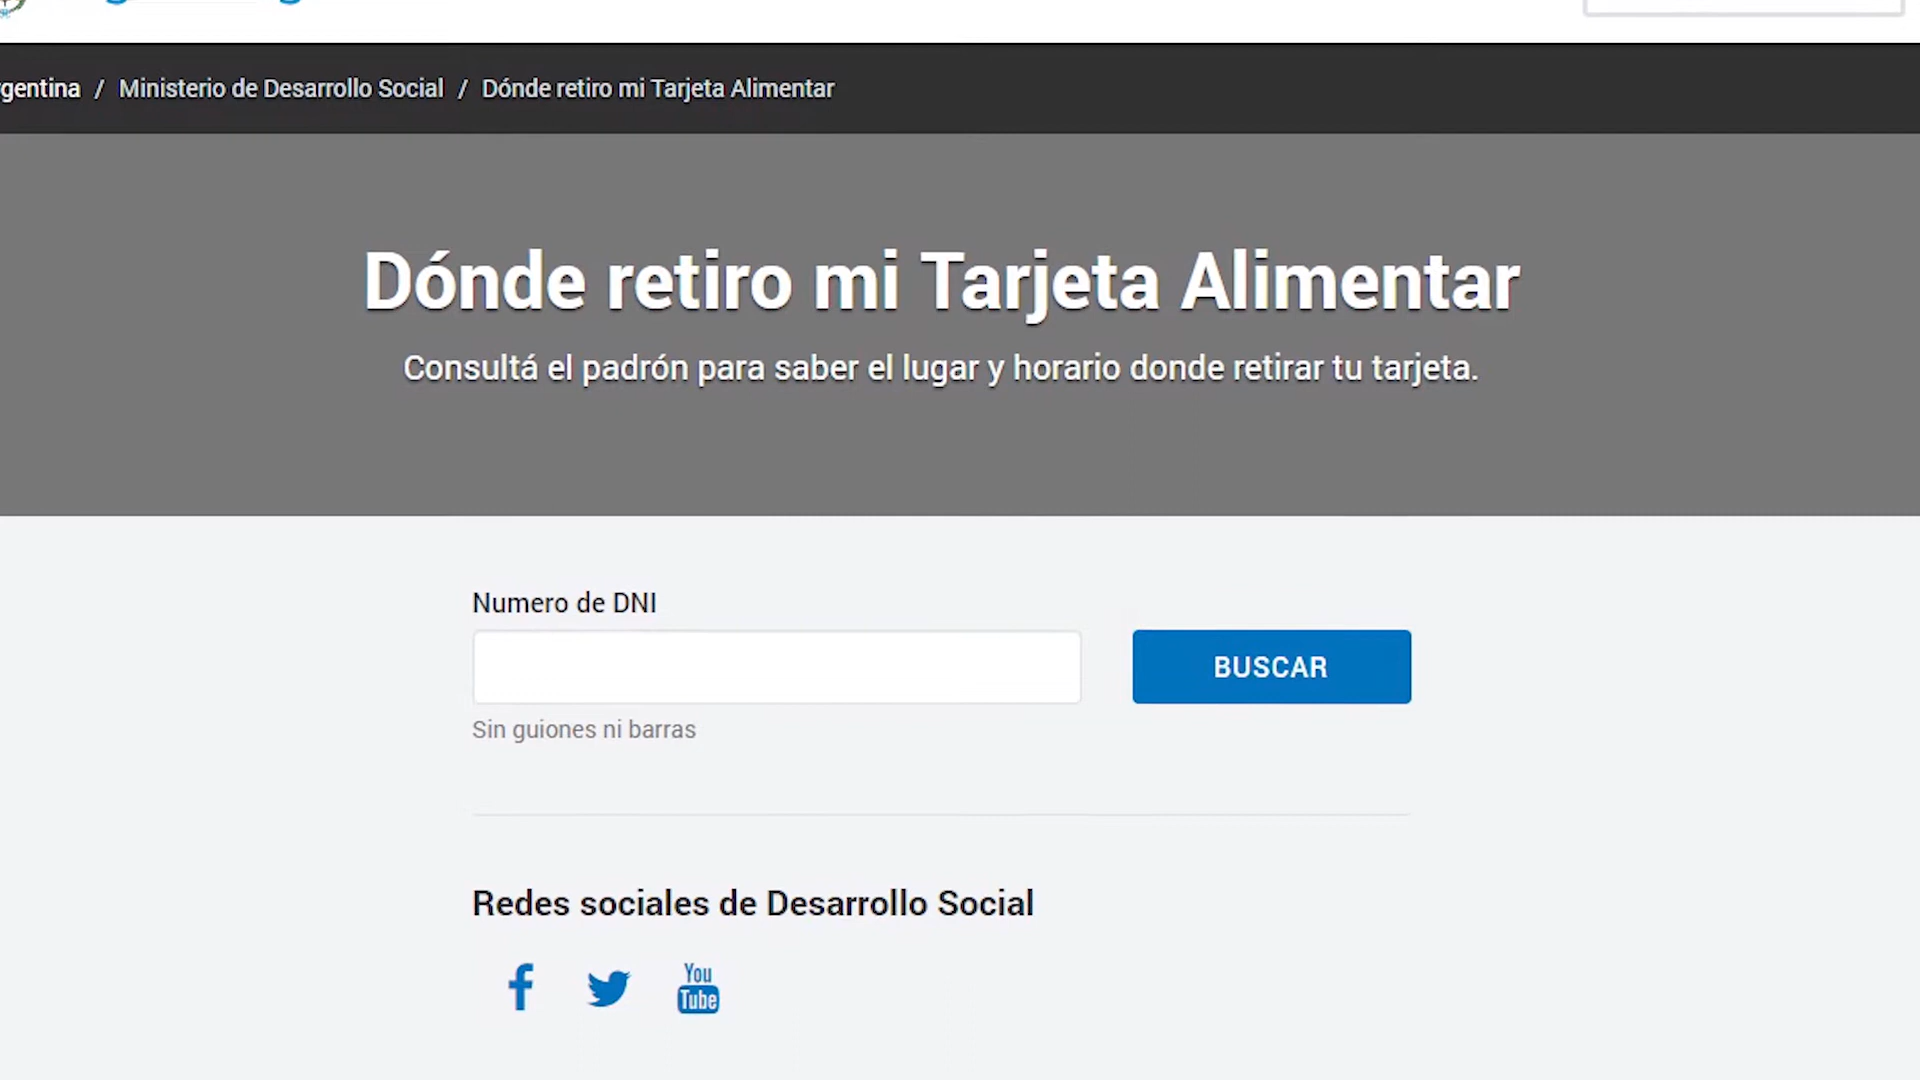 rgentina / Ministerio de Desarrollo Social / Dónde retiro mi Tarjeta Alimentar
Dónde retiro mi Tarjeta Alimentar
Consultá el padrón para saber el lugar y horario donde retirar tu tarjeta.
Numero de DNI
BUSCAR
Sin guiones ni barras
Redes sociales de Desarrollo Social
You
Tube